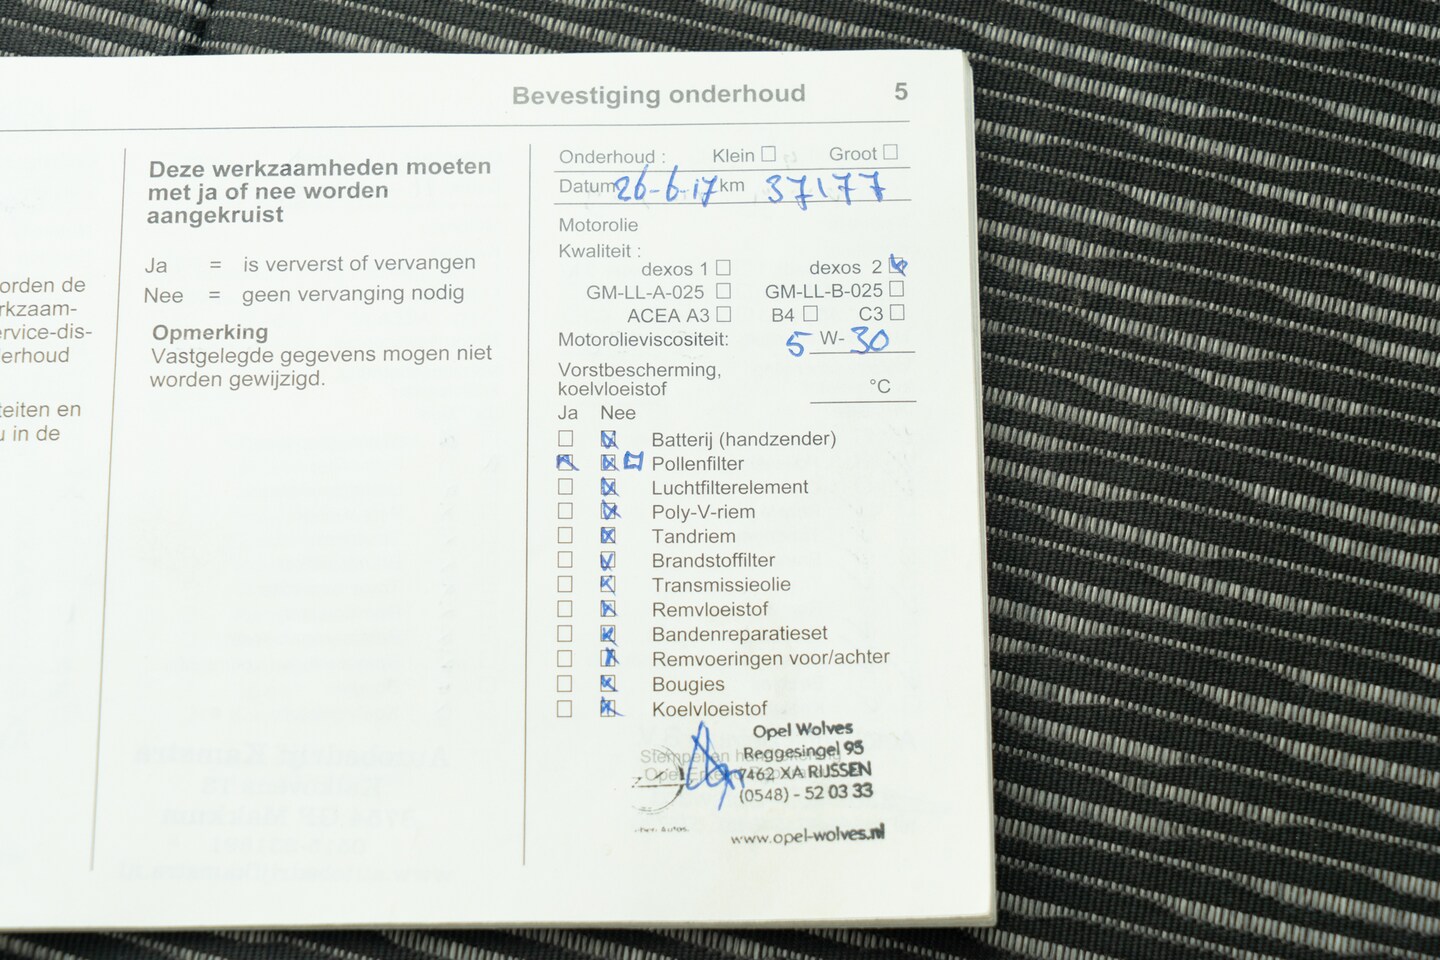 Bevestiging onderhoud 5
orden de
rkzaam-
ervice-dis-
erhoud
teiten en
u in de
Deze werkzaamheden moeten
met ja of nee worden
aangekruist
Ja = is ververst of vervangen
Nee = geen vervanging nodig
Opmerking
Vastgelegde gegevens mogen niet
worden gewijzigd.
Onderhoud : Klein Groot
Datum 26-6-17 km 37177
Motorolie
Kwaliteit :
dexos 1 dexos 2
GM-LL-A-025 GM-LL-B-025
ACEA A3 B4 C3
Motorolieviscositeit: 5 W- 30
Vorstbescherming,
koelvloeistof °C
Ja Nee
Batterij (handzender)
Pollenfilter
Luchtfilterelement
Poly-V-riem
Tandriem
Brandstoffilter
Transmissieolie
Remvloeistof
Bandenreparatieset
Remvoeringen voor/achter
Bougies
Koelvloeistof
Opel Wolves
Reggesingel 95
7462 XA RIJSSEN
(0548) - 52 03 33
www.opel-wolves.nl